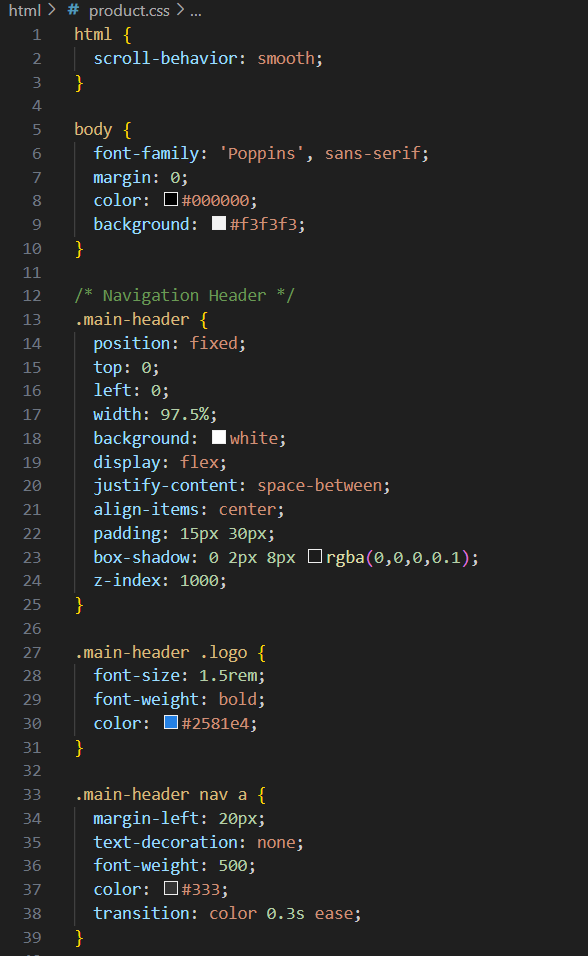 html > # product.css > ...
1 html {
2   scroll-behavior: smooth;
3 }
4
5 body {
6   font-family: 'Poppins', sans-serif;
7   margin: 0;
8   color: #000000;
9   background: #f3f3f3;
10 }
11
12 /* Navigation Header */
13 .main-header {
14   position: fixed;
15   top: 0;
16   left: 0;
17   width: 97.5%;
18   background: white;
19   display: flex;
20   justify-content: space-between;
21   align-items: center;
22   padding: 15px 30px;
23   box-shadow: 0 2px 8px rgba(0,0,0,0.1);
24   z-index: 1000;
25 }
26
27 .main-header .logo {
28   font-size: 1.5rem;
29   font-weight: bold;
30   color: #2581e4;
31 }
32
33 .main-header nav a {
34   margin-left: 20px;
35   text-decoration: none;
36   font-weight: 500;
37   color: #333;
38   transition: color 0.3s ease;
39 }